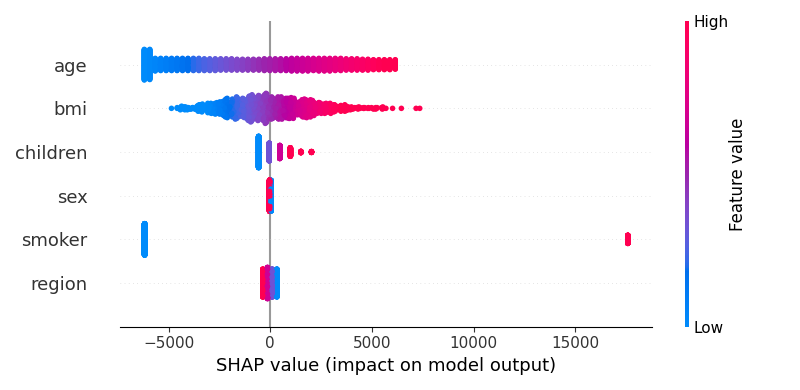 High
age
bmi
children
sex
smoker
region
Feature value
Low
−5000 0 5000 10000 15000
SHAP value (impact on model output)